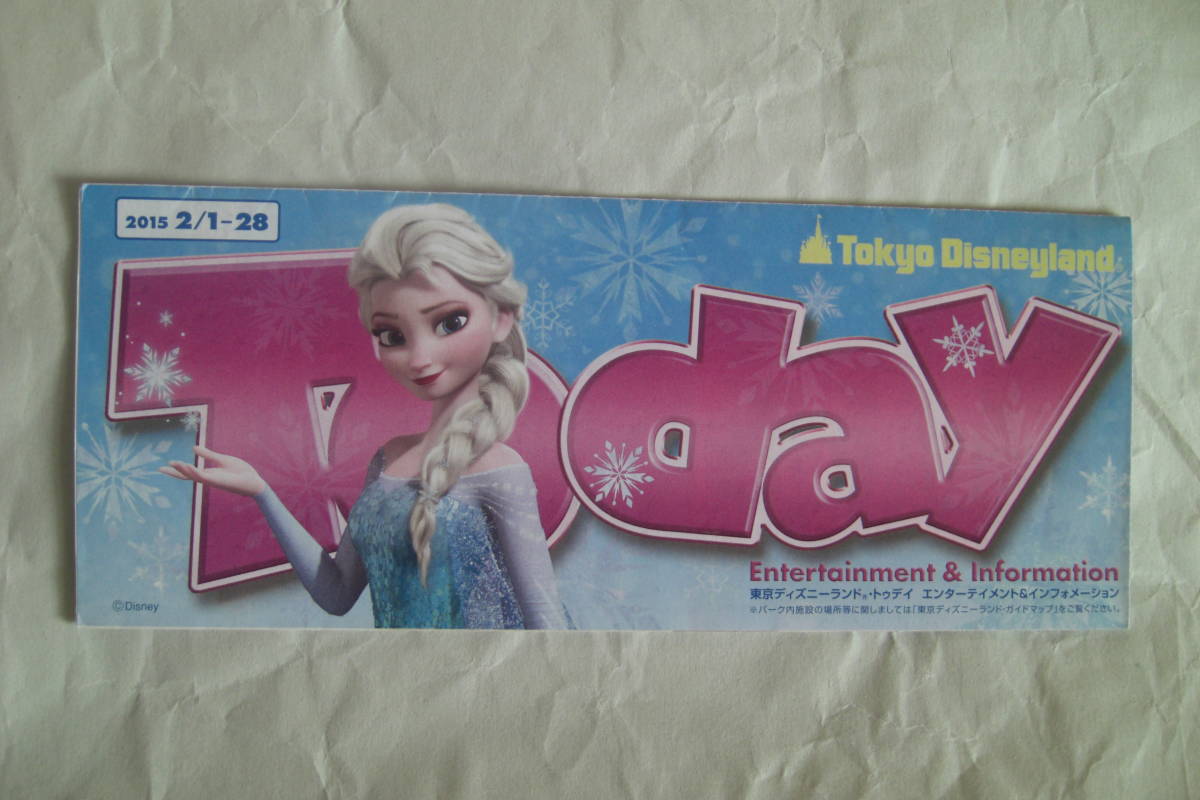 2015 2/1-28
Tokyo Disneyland®
Today
Entertainment & Information
東京ディズニーランド®・トゥデイ エンターテイメント&インフォメーション
※パーク内施設の場所等に関しましては「東京ディズニーランド・ガイドマップ」をご覧ください。
©Disney